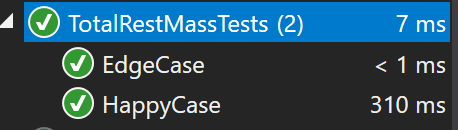 TotalRestMassTests (2) 7 ms
EdgeCase < 1 ms
HappyCase 310 ms